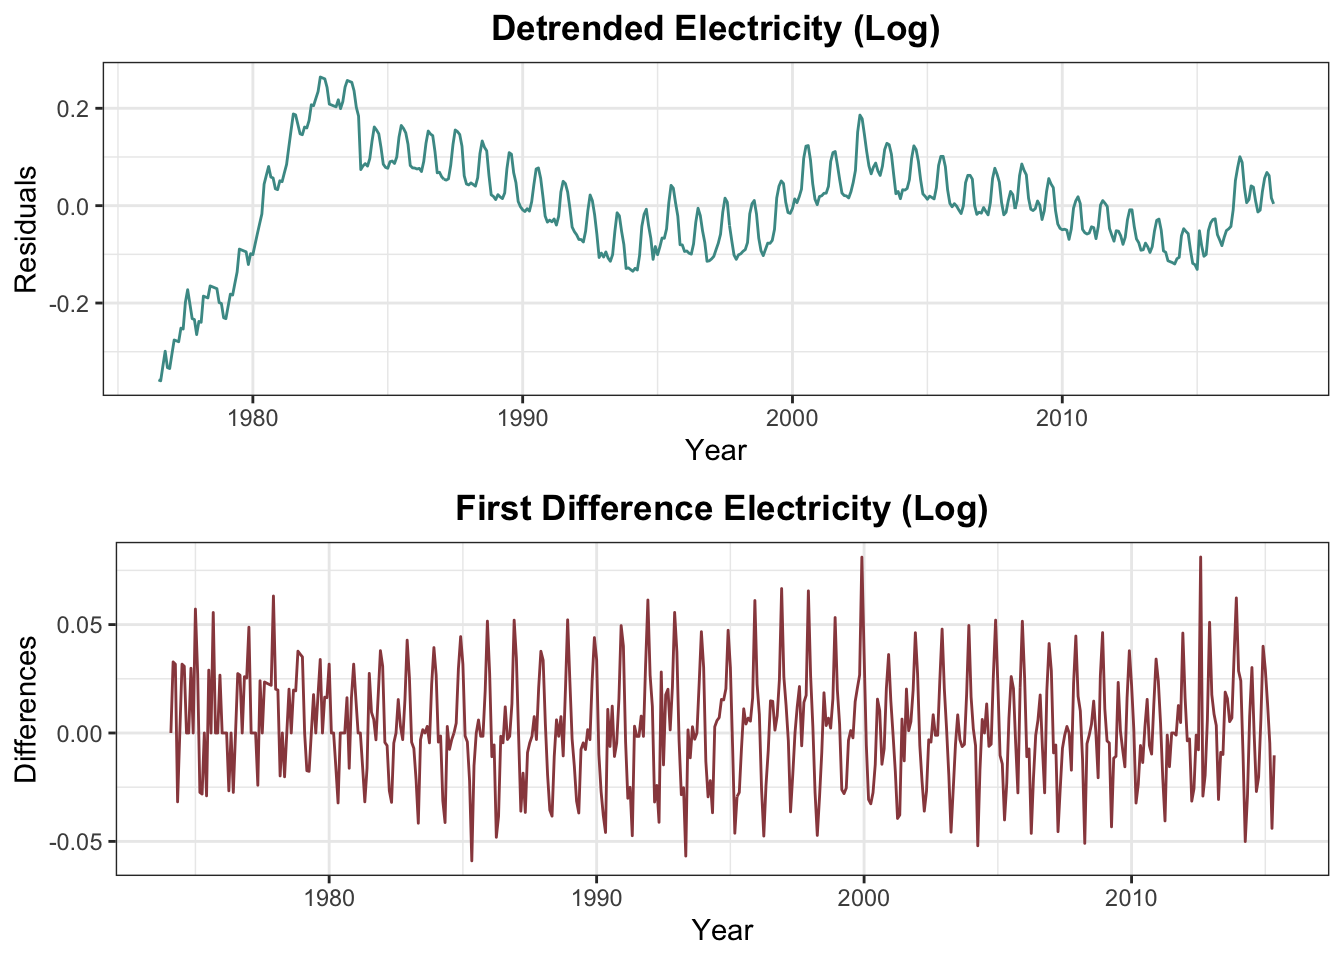 Detrended Electricity (Log)
0.2
0.0
-0.2
Residuals
1980 1990 2000 2010
Year
First Difference Electricity (Log)
0.05
0.00
-0.05
Differences
1980 1990 2000 2010
Year